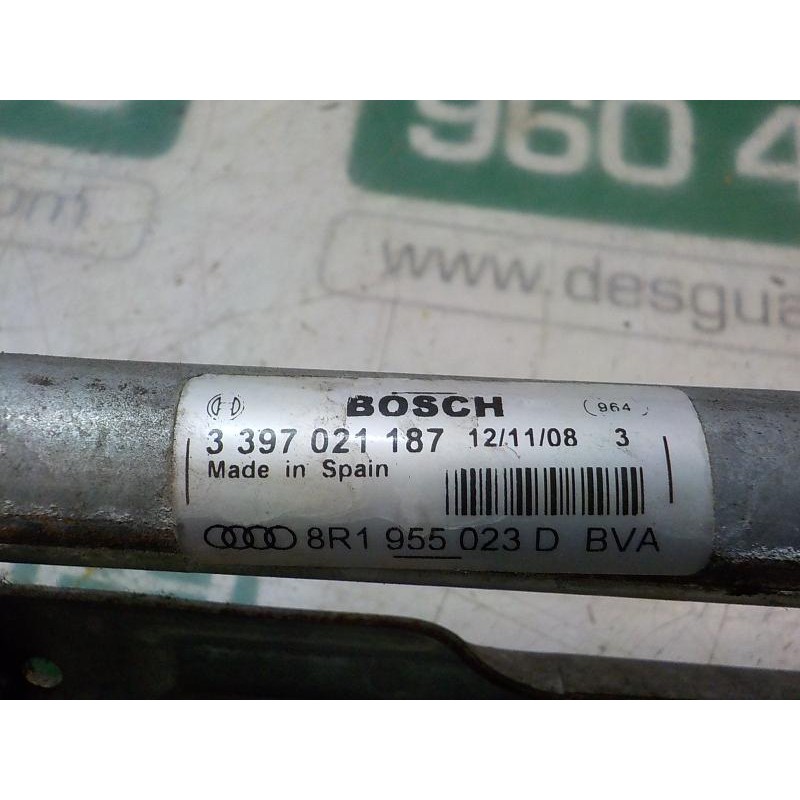 960 4
om
www.desgua
BOSCH (964)
3 397 021 187 12/11/08 3
Made in Spain
8R1 955 023 D BVA